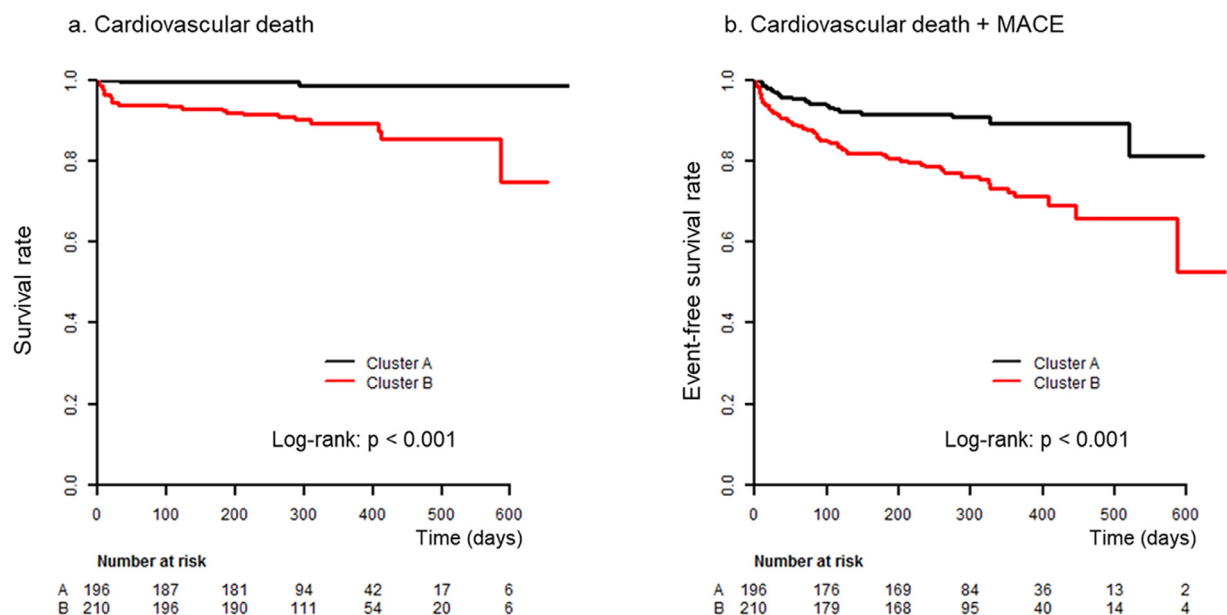 a. Cardiovascular death
Survival rate
1.0
0.8
0.6
0.4
0.2
0.0
Cluster A
Cluster B
Log-rank: p < 0.001
0 100 200 300 400 500 600
Time (days)
Number at risk
A 196 187 181 94 42 17 6
B 210 196 190 111 54 20 6
b. Cardiovascular death + MACE
Event-free survival rate
1.0
0.8
0.6
0.4
0.2
0.0
Cluster A
Cluster B
Log-rank: p < 0.001
0 100 200 300 400 500 600
Time (days)
Number at risk
A 196 176 169 84 36 13 2
B 210 179 168 95 40 14 4